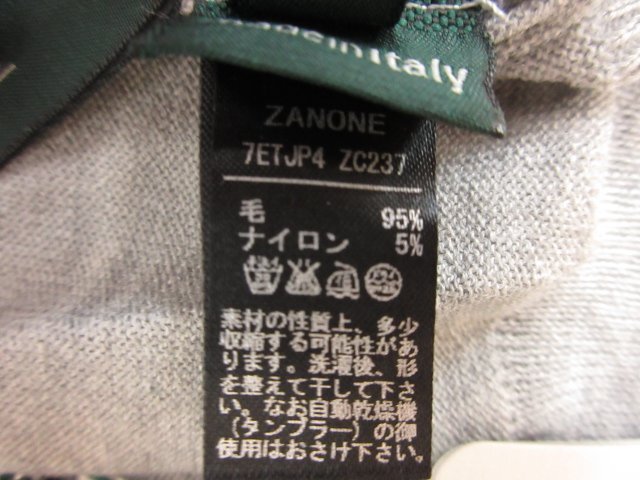 Made in Italy
ZANONE
7ETJP4 ZC237
毛 95%
ナイロン 5%
素材の性質上、多少
収縮する可能性があ
ります。洗濯後、形
を整えて干して下さ
い。なお自動乾燥機
(タンブラー)の御
使用はおさけ下さい。